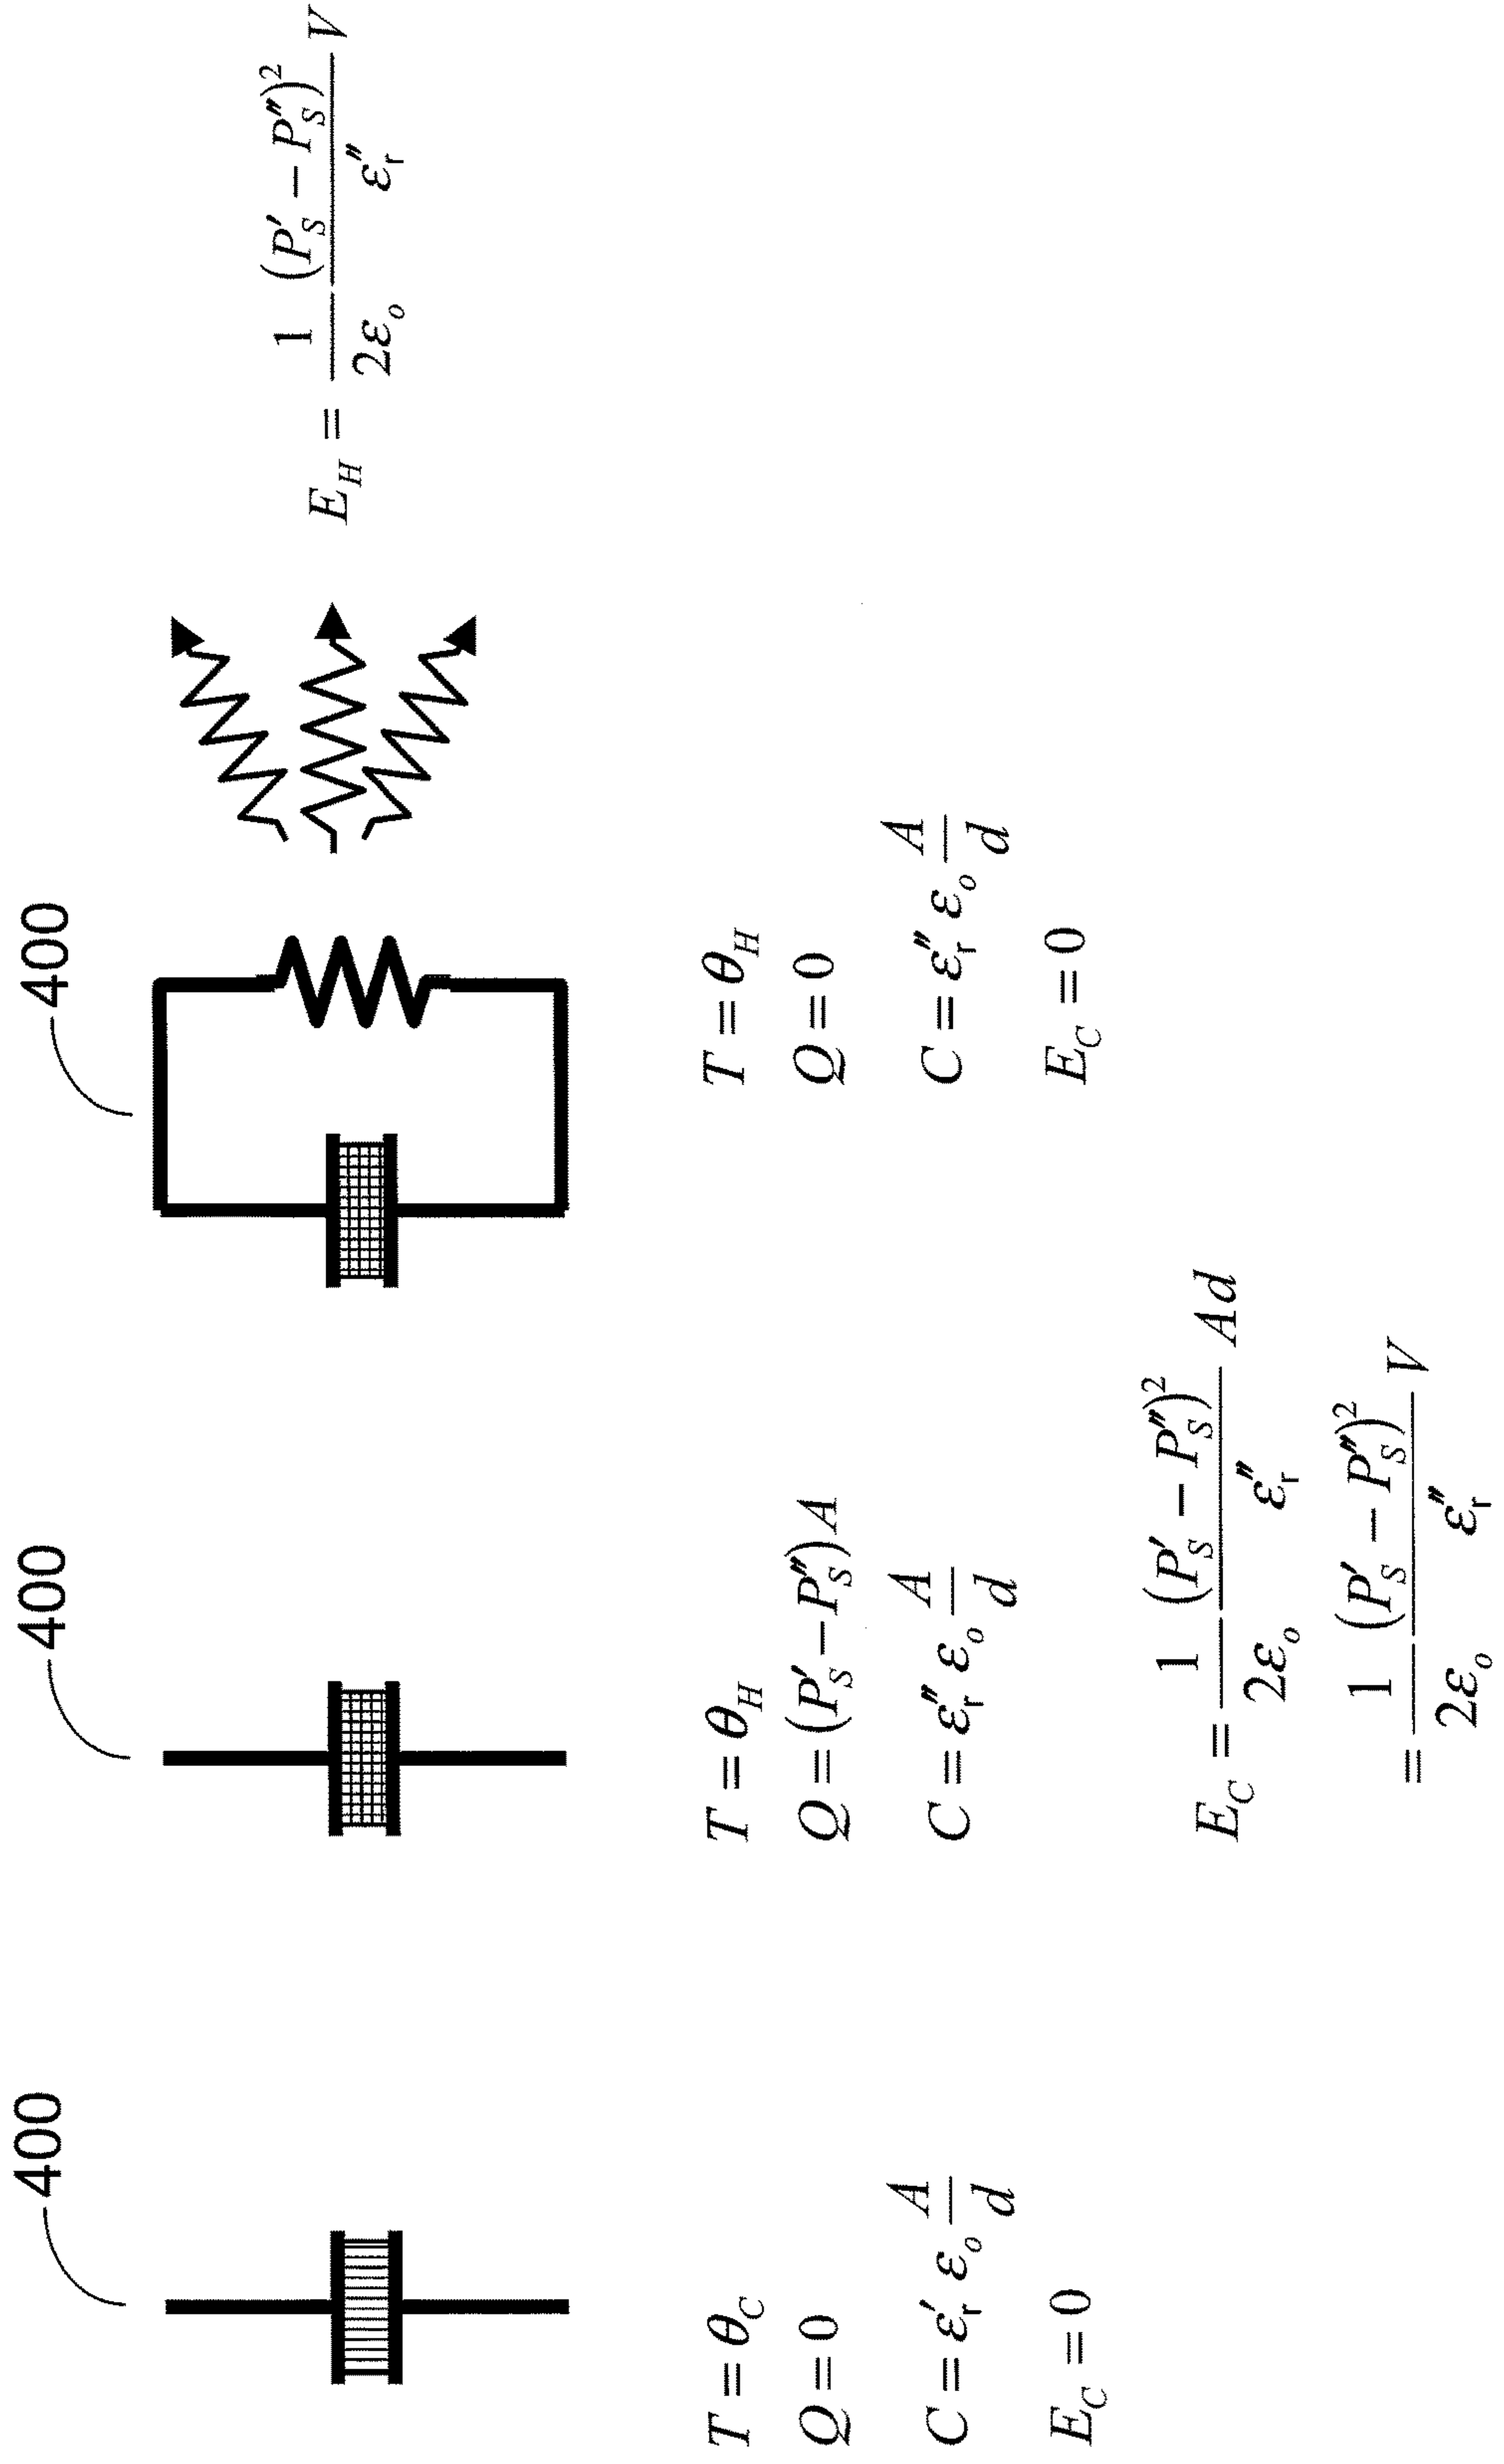 400
400
400
T = θ_C
Q = 0
C = ε′_r ε_o A/d
E_C = 0
T = θ_H
Q = (P′_S − P″_S) A
C = ε″_r ε_o A/d
E_C = 1/(2ε_o) (P′_S − P″_S)²/ε″_r Ad
= 1/(2ε_o) (P′_S − P″_S)²/ε″_r V
T = θ_H
Q = 0
C = ε″_r ε_o A/d
E_C = 0
E_H = 1/(2ε_o) (P′_S − P″_S)²/ε″_r V